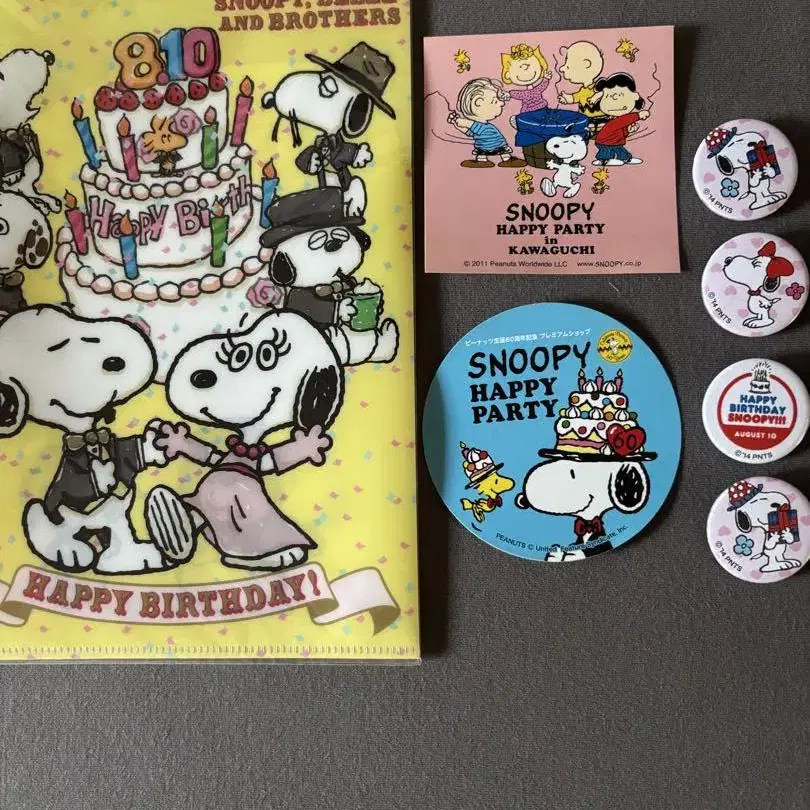 SNOOPY, BELLE
AND BROTHERS
8.10
Happy Birth
HAPPY BIRTHDAY!
SNOOPY
HAPPY PARTY
in
KAWAGUCHI
© 2011 Peanuts Worldwide LLC www.SNOOPY.co.jp
ピーナッツ生誕60周年記念 プレミアムショップ
SNOOPY
HAPPY
PARTY
60
PEANUTS © United Feature Syndicate, Inc.
©'14 PNTS
©'14 PNTS
HAPPY
BIRTHDAY
SNOOPY!!!
AUGUST 10
©'14 PNTS
©'14 PNTS